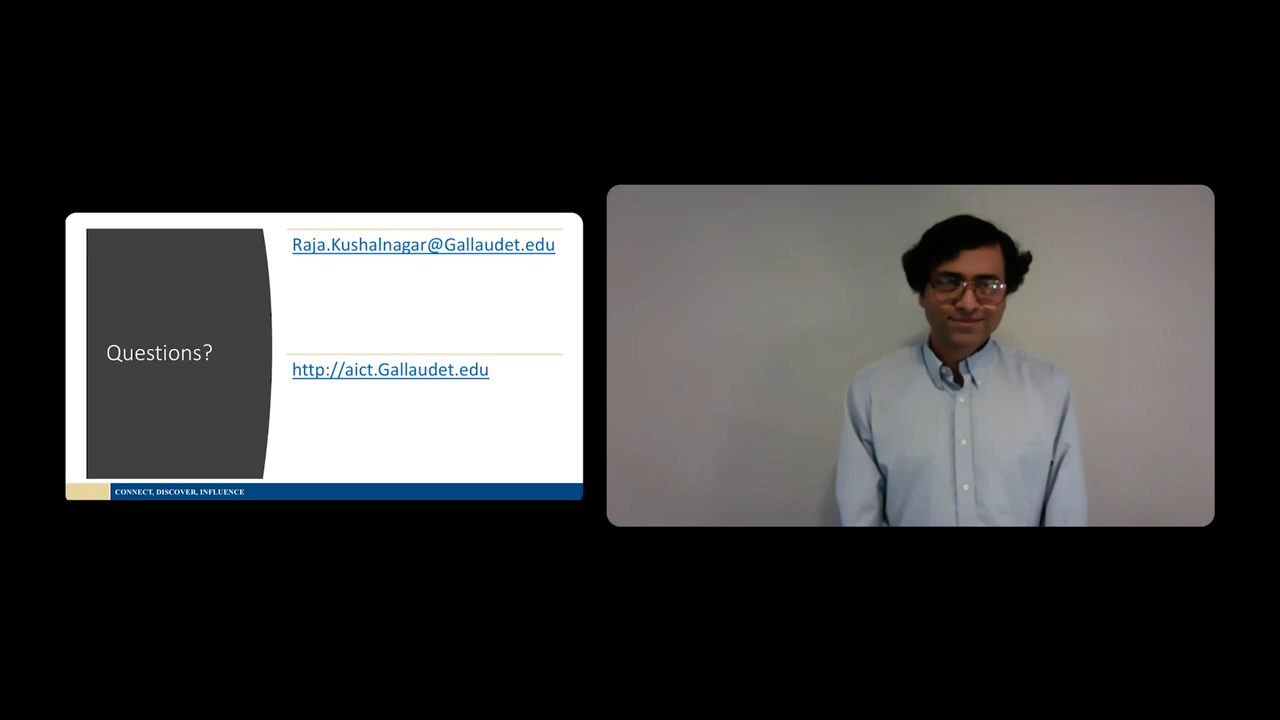 Questions?
Raja.Kushalnagar@Gallaudet.edu
http://aict.Gallaudet.edu
CONNECT, DISCOVER, INFLUENCE